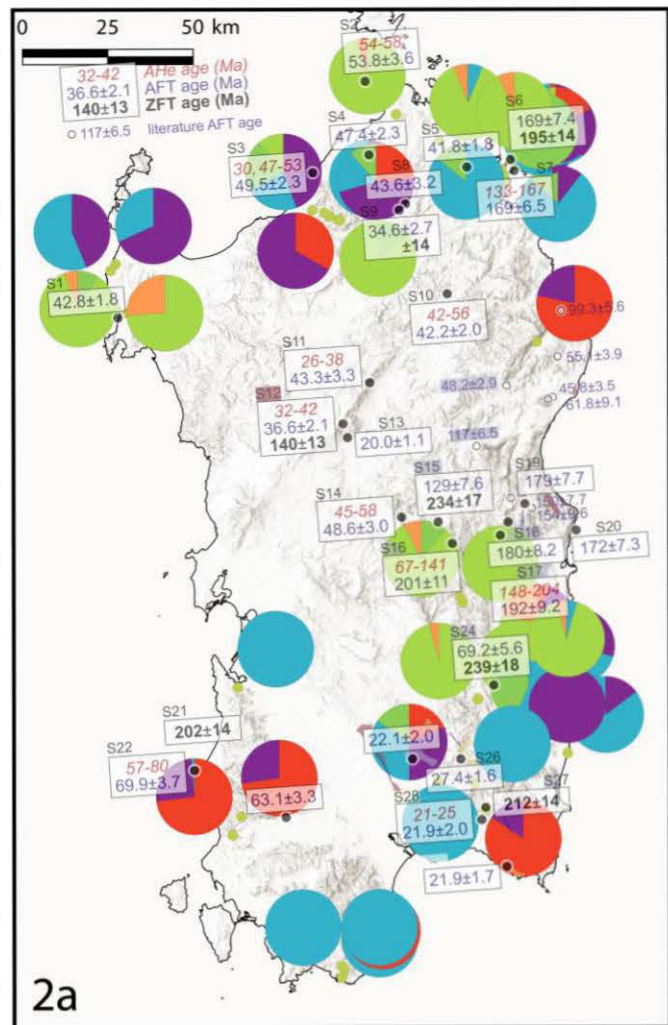 0 25 50 km
32-42 AHe age (Ma)
36.6±2.1 AFT age (Ma)
140±13 ZFT age (Ma)
117±6.5 literature AFT age
S2
54-58
53.8±3.6
S4
47.4±2.3
S3
30, 47-53
49.5±2.3
S5
41.8±1.8
S6
169±7.4
195±14
S7
133-167
169±6.5
S8
43.6±3.2
S9
34.6±2.7
±14
S1
42.8±1.8
S10
42-56
42.2±2.0
99.3±5.6
55.1±3.9
S11
26-38
43.3±3.3
48.2±2.9
45.8±3.5
61.8±9.1
S12
32-42
36.6±2.1
140±13
S13
20.0±1.1
117±6.5
S15
129±7.6
234±17
S19
179±7.7
S14
45-58
48.6±3.0
S18
180±8.2
S20
172±7.3
S16
67-141
201±11
S17
148-204
192±9.2
S24
69.2±5.6
239±18
S21
202±14
S22
57-80
69.9±3.7
63.1±3.3
22.1±2.0
S26
27.4±1.6
S27
212±14
S28
21-25
21.9±2.0
21.9±1.7
2a